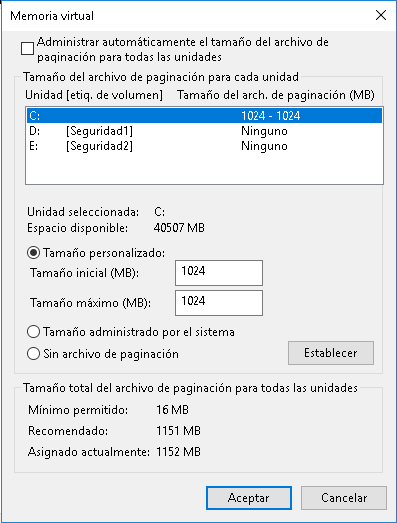 Memoria virtual
Administrar automáticamente el tamaño del archivo de
paginación para todas las unidades
Tamaño del archivo de paginación para cada unidad
Unidad [etiq. de volumen] Tamaño del arch. de paginación (MB)
C: 1024 - 1024
D: [Seguridad1] Ninguno
E: [Seguridad2] Ninguno
Unidad seleccionada: C:
Espacio disponible: 40507 MB
Tamaño personalizado:
Tamaño inicial (MB): 1024
Tamaño máximo (MB): 1024
Tamaño administrado por el sistema
Sin archivo de paginación
Establecer
Tamaño total del archivo de paginación para todas las unidades
Mínimo permitido: 16 MB
Recomendado: 1151 MB
Asignado actualmente: 1152 MB
Aceptar Cancelar